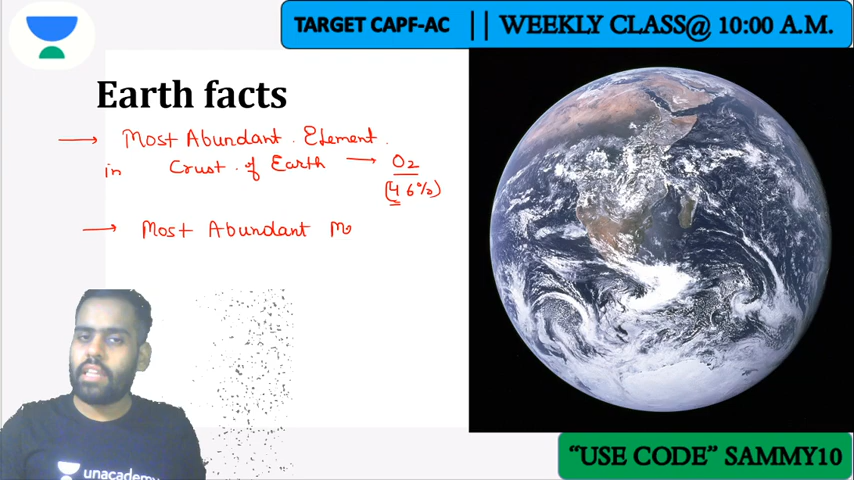 TARGET CAPF-AC || WEEKLY CLASS@ 10:00 A.M.
Earth facts
→ Most Abundant. Element.
in Crust. of Earth → O2
(46%)
→ Most Abundant M
unacademy
“USE CODE” SAMMY10